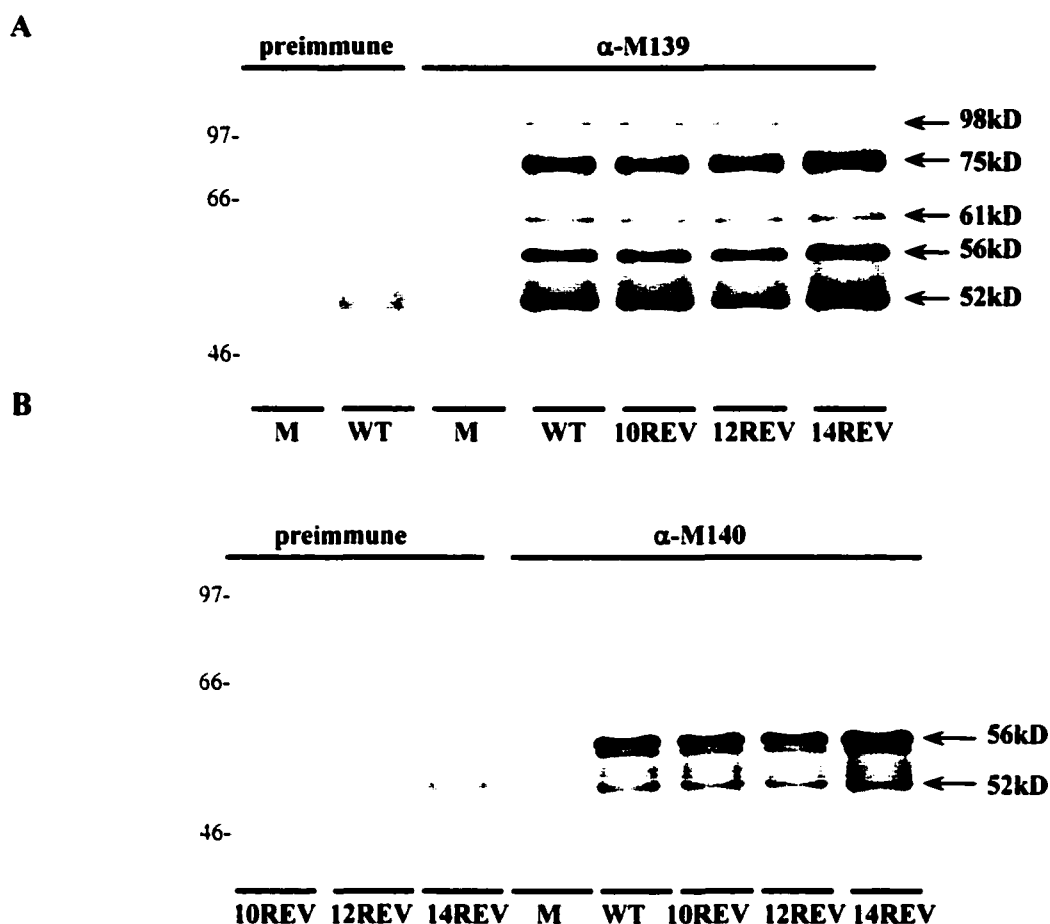 A
preimmune α-M139
97-
66-
46-
98kD
75kD
61kD
56kD
52kD
M WT M WT 10REV 12REV 14REV
B
preimmune α-M140
97-
66-
46-
56kD
52kD
10REV 12REV 14REV M WT 10REV 12REV 14REV